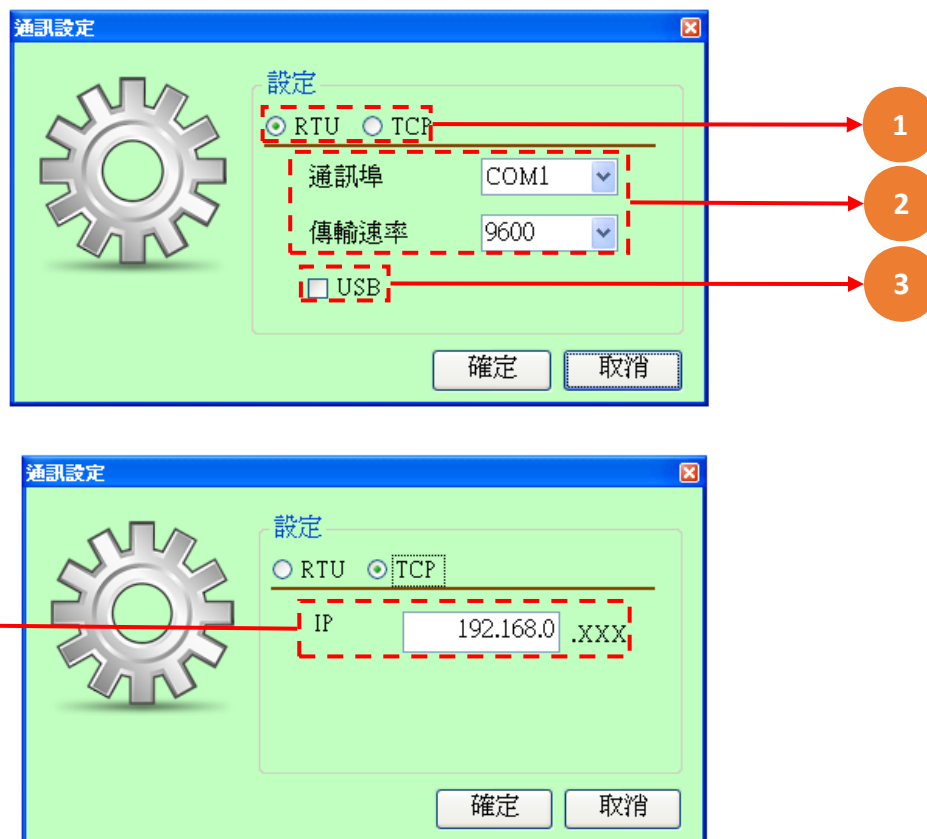 通訊設定
設定
RTU TCP
1
通訊埠 COM1
2
傳輸速率 9600
USB
3
確定 取消
通訊設定
設定
RTU TCP
IP 192.168.0 .XXX
確定 取消